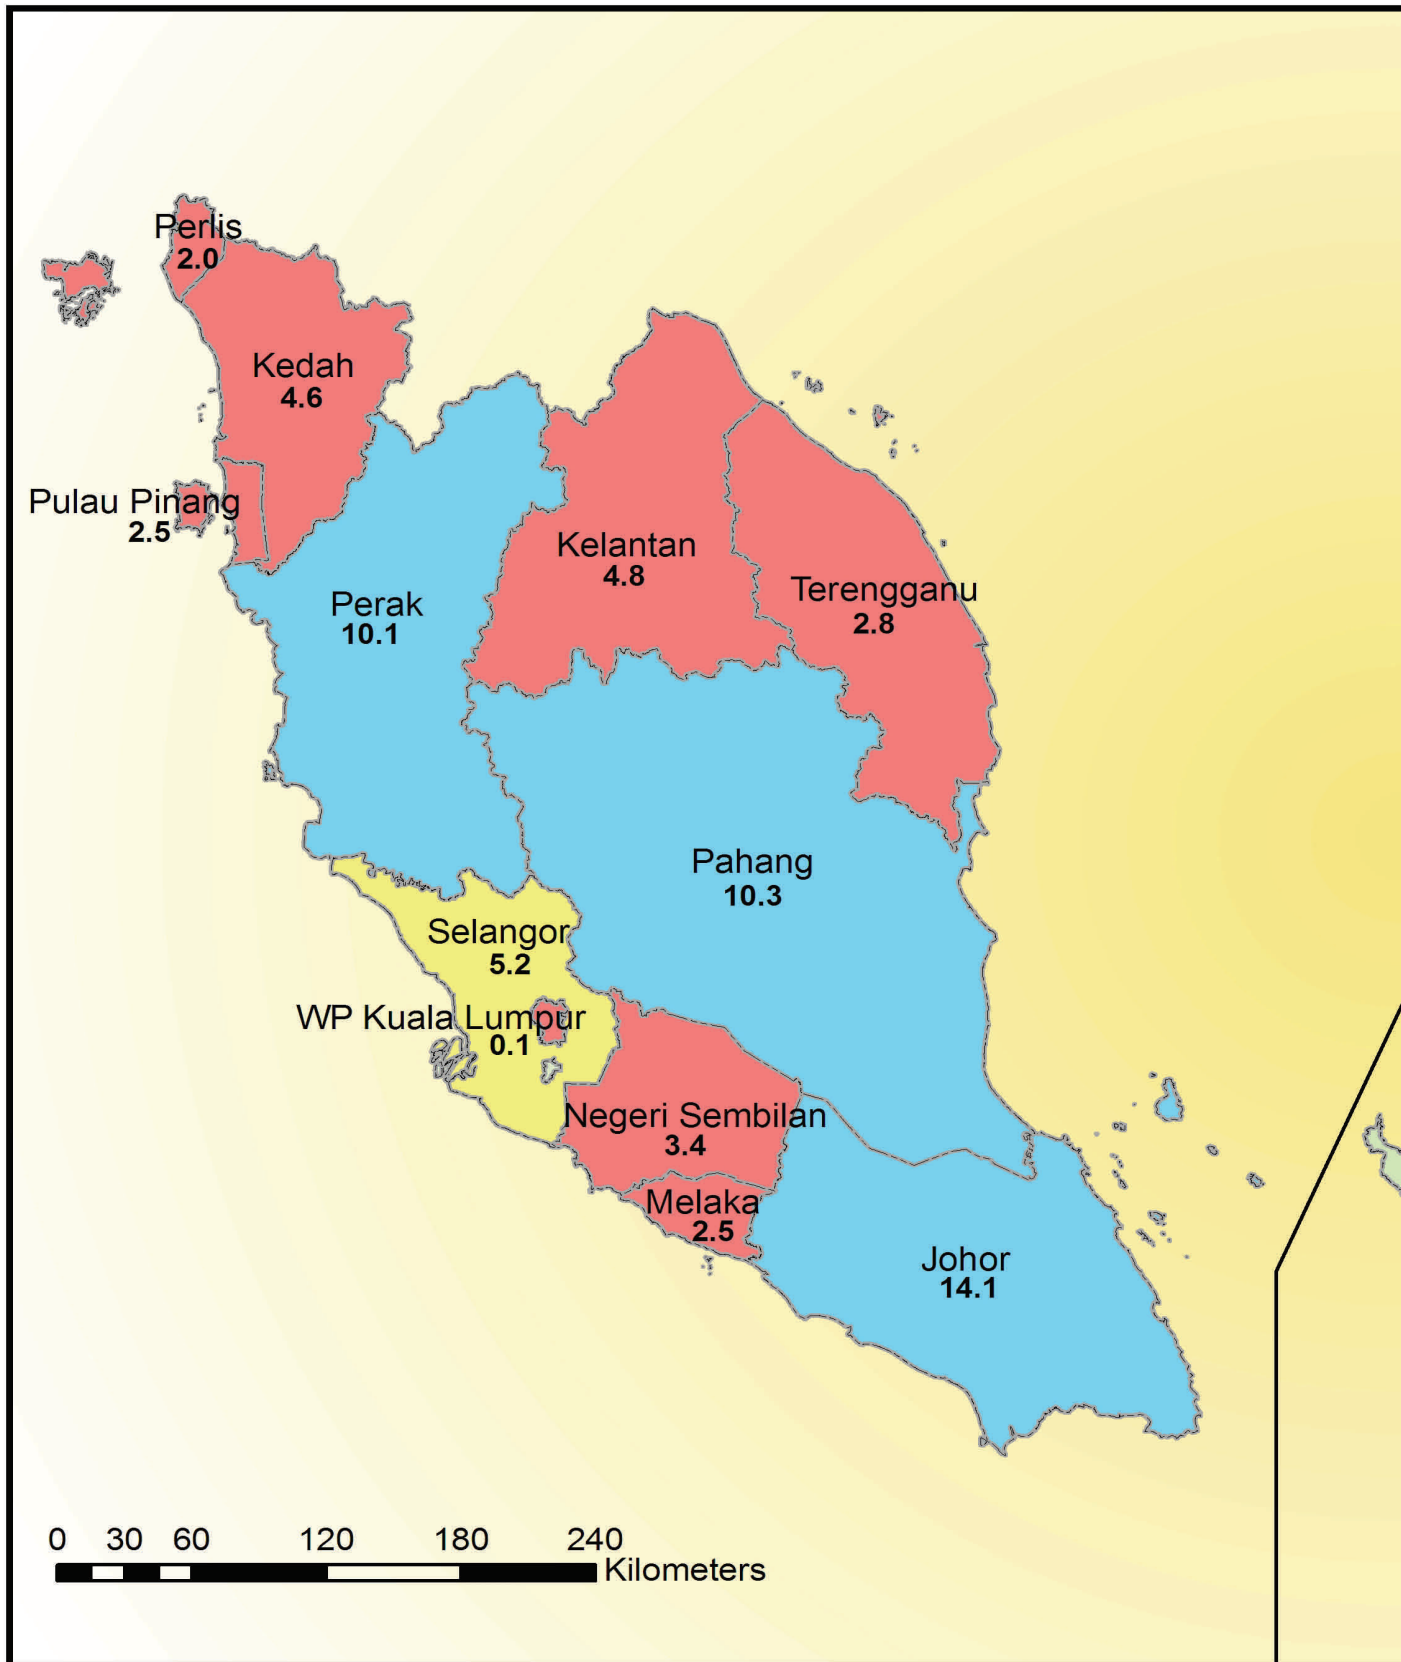 Perlis
2.0
Kedah
4.6
Pulau Pinang
2.5
Kelantan
4.8
Terengganu
2.8
Perak
10.1
Pahang
10.3
Selangor
5.2
WP Kuala Lumpur
0.1
Negeri Sembilan
3.4
Melaka
2.5
Johor
14.1
0 30 60 120 180 240
Kilometers